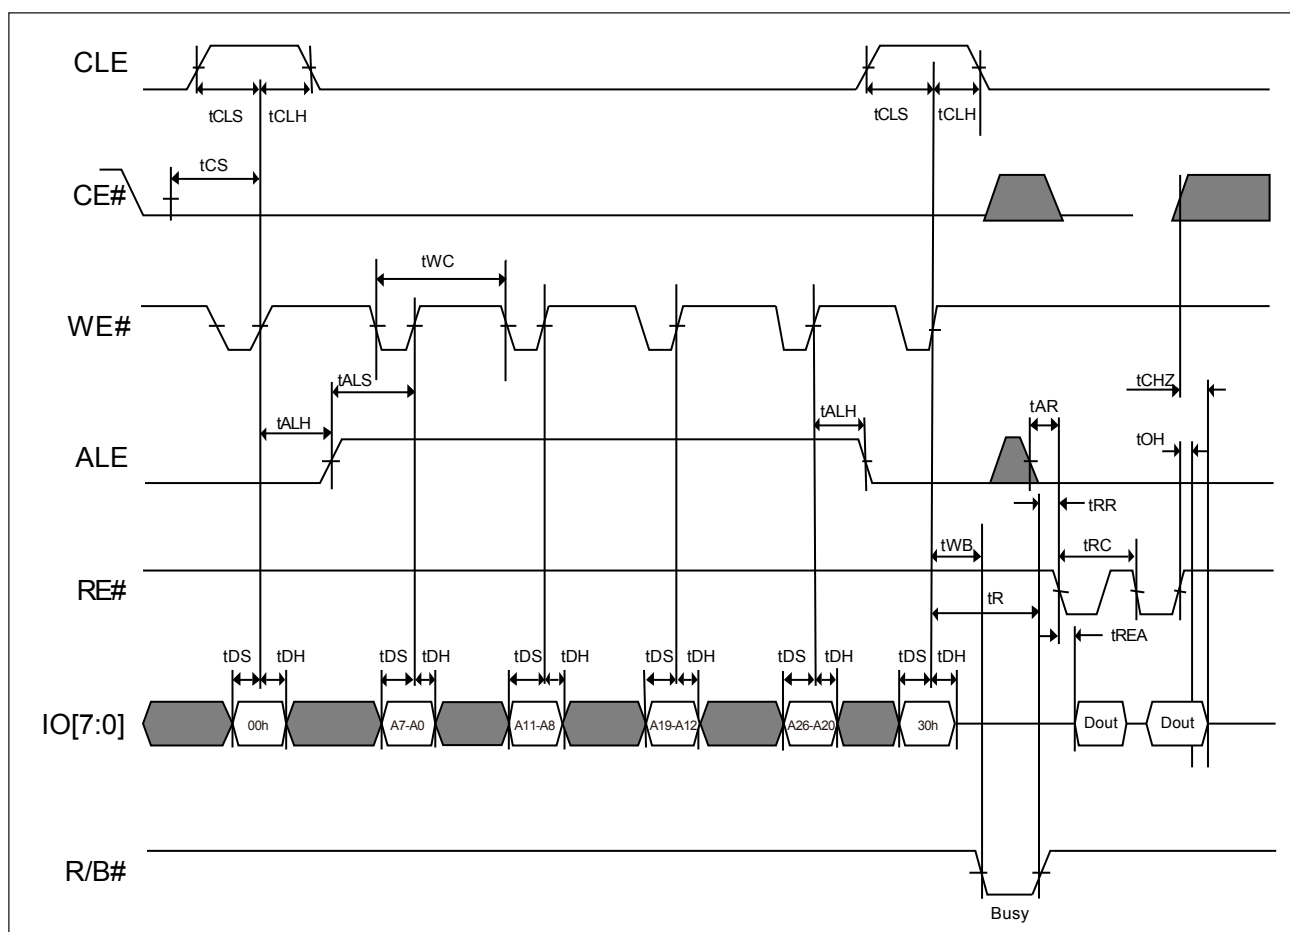 CLE
tCLS tCLH tCLS tCLH
tCS
CE#
tWC
WE#
tALS tCHZ
tALH tALH tAR
tOH
ALE
tRR
tWB tRC
RE#
tR
tREA
tDS tDH tDS tDH tDS tDH tDS tDH tDS tDH tDS tDH
IO[7:0] 00h A7-A0 A11-A8 A19-A12 A26-A20 30h Dout Dout
R/B#
Busy